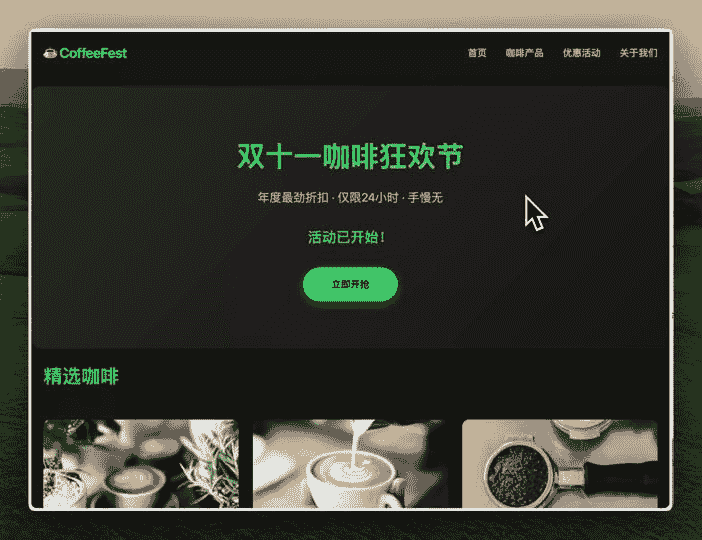 CoffeeFest
首页 咖啡产品 优惠活动 关于我们
双十一咖啡狂欢节
年度最劲折扣 · 仅限24小时 · 手慢无
活动已开始!
立即开抢
精选咖啡